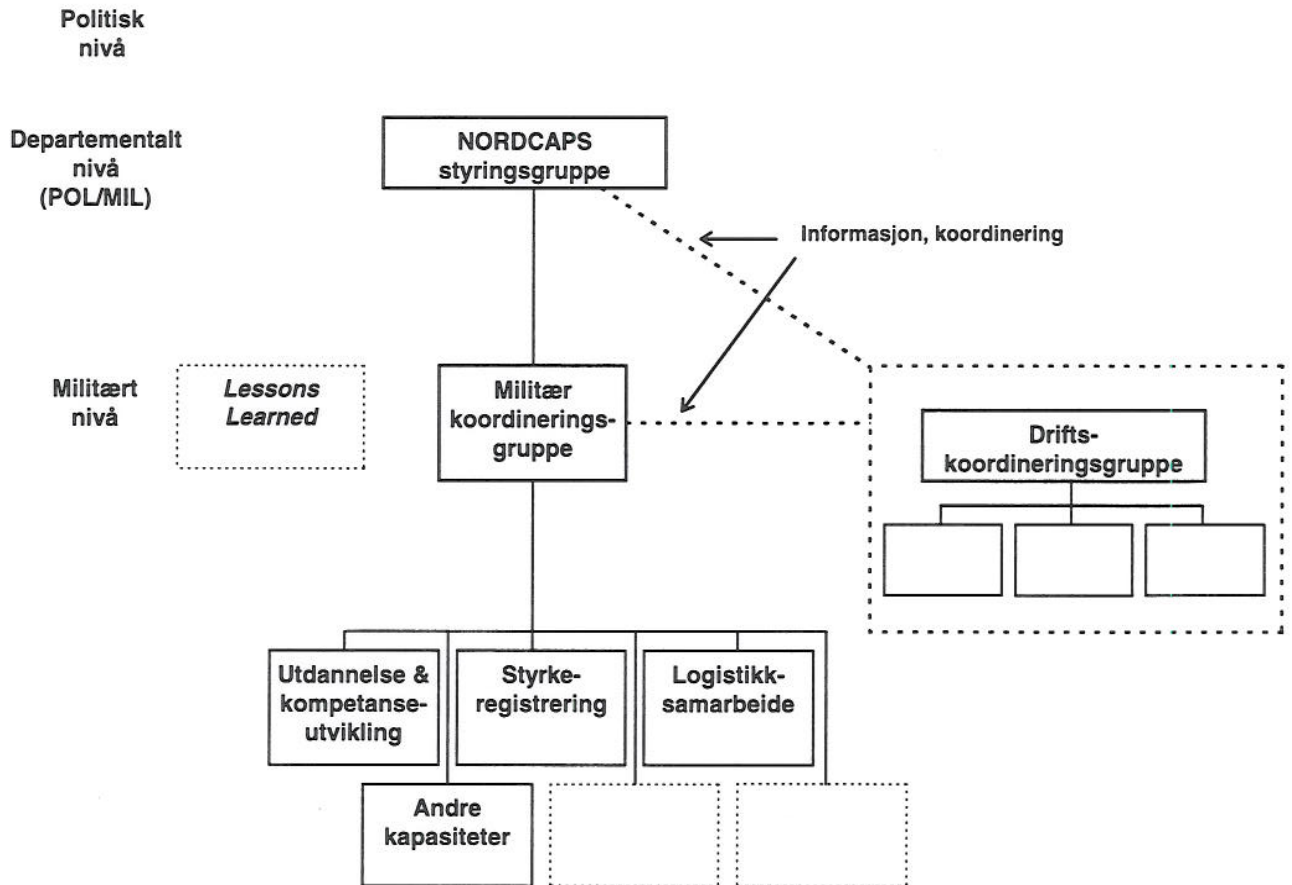 Politisk
nivå
Departementalt
nivå
(POL/MIL)
NORDCAPS
styringsgruppe
Informasjon, koordinering
Militært
nivå
Lessons
Learned
Militær
koordinerings-
gruppe
Drifts-
koordineringsgruppe
Utdannelse &
kompetanse-
utvikling
Styrke-
registrering
Logistikk-
samarbeide
Andre
kapasiteter